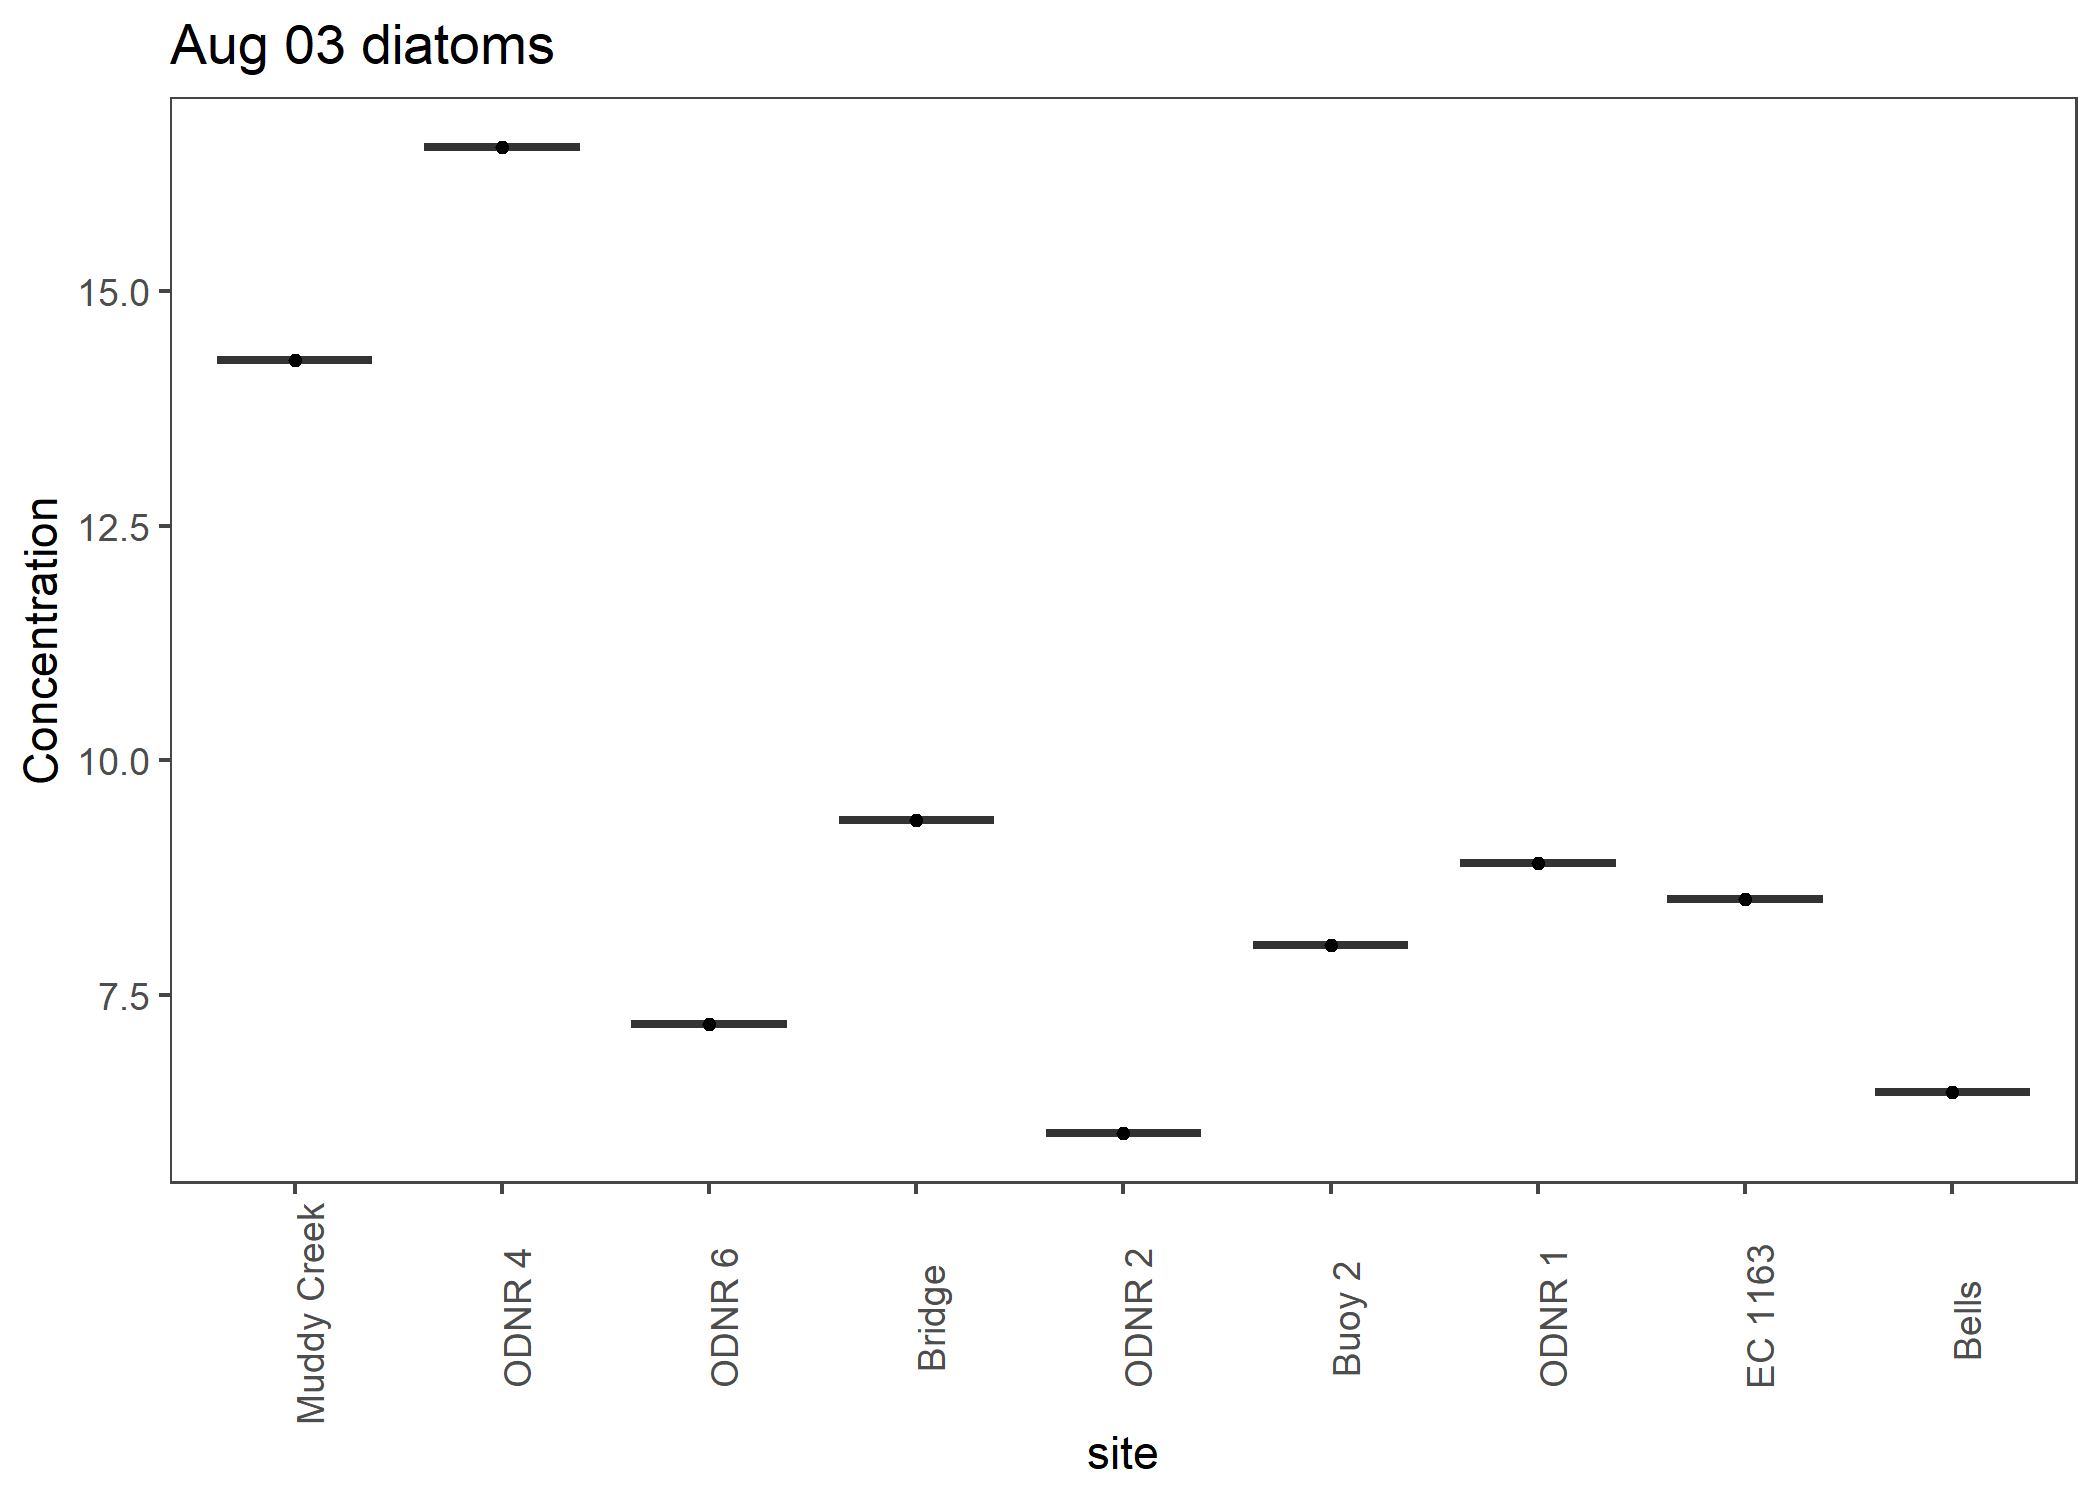 Aug 03 diatoms
Concentration
15.0
12.5
10.0
7.5
Muddy Creek
ODNR 4
ODNR 6
Bridge
ODNR 2
Buoy 2
ODNR 1
EC 1163
Bells
site